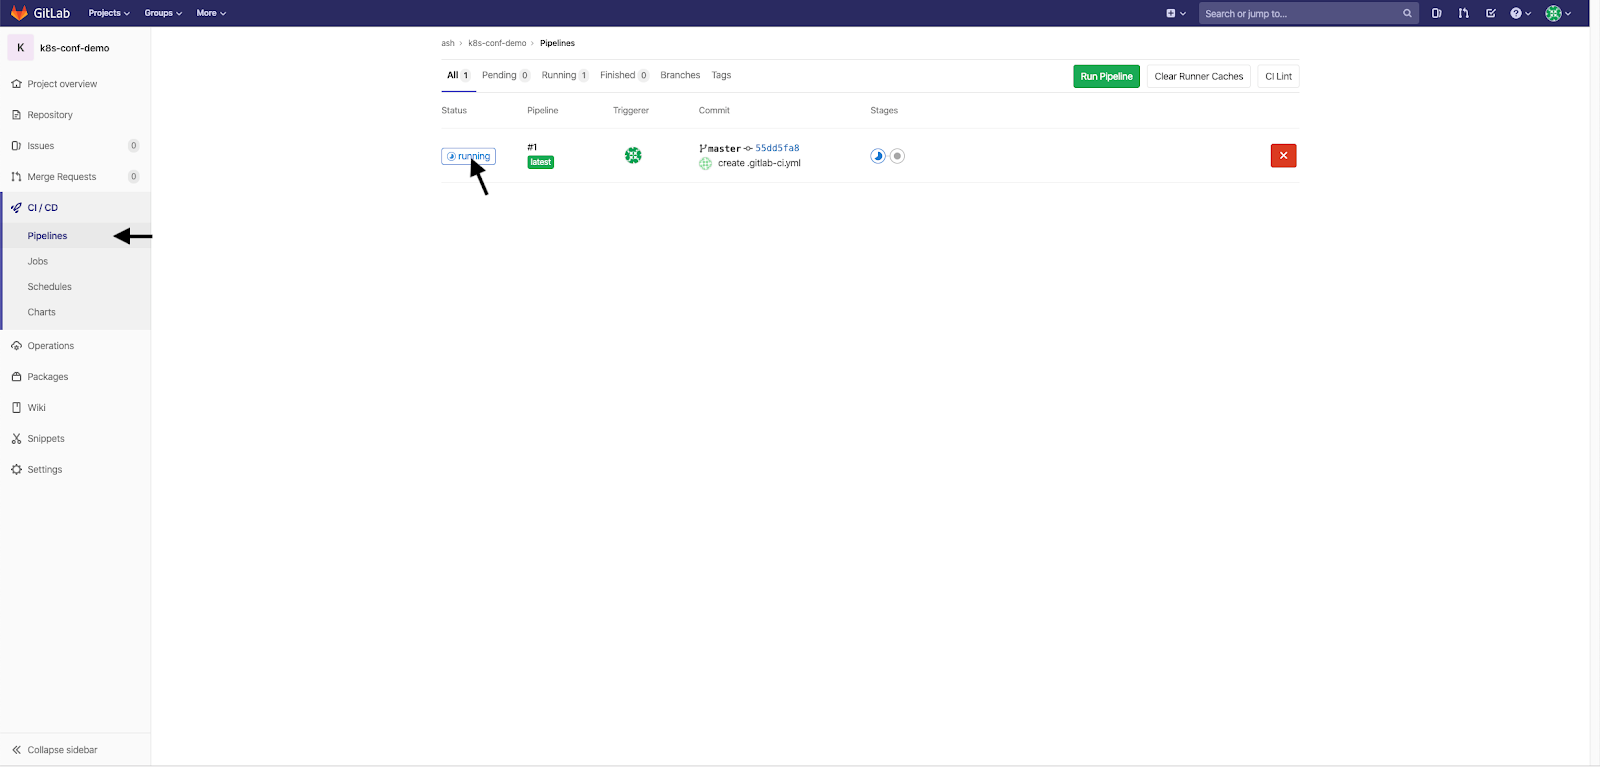 GitLab Projects Groups More Search or jump to...
K k8s-conf-demo
Project overview
Repository
Issues 0
Merge Requests 0
CI / CD
Pipelines
Jobs
Schedules
Charts
Operations
Packages
Wiki
Snippets
Settings
Collapse sidebar
ash › k8s-conf-demo › Pipelines
All 1 Pending 0 Running 1 Finished 0 Branches Tags Run Pipeline Clear Runner Caches CI Lint
Status Pipeline Triggerer Commit Stages
running #1 master 55dd5fa8
latest create .gitlab-ci.yml